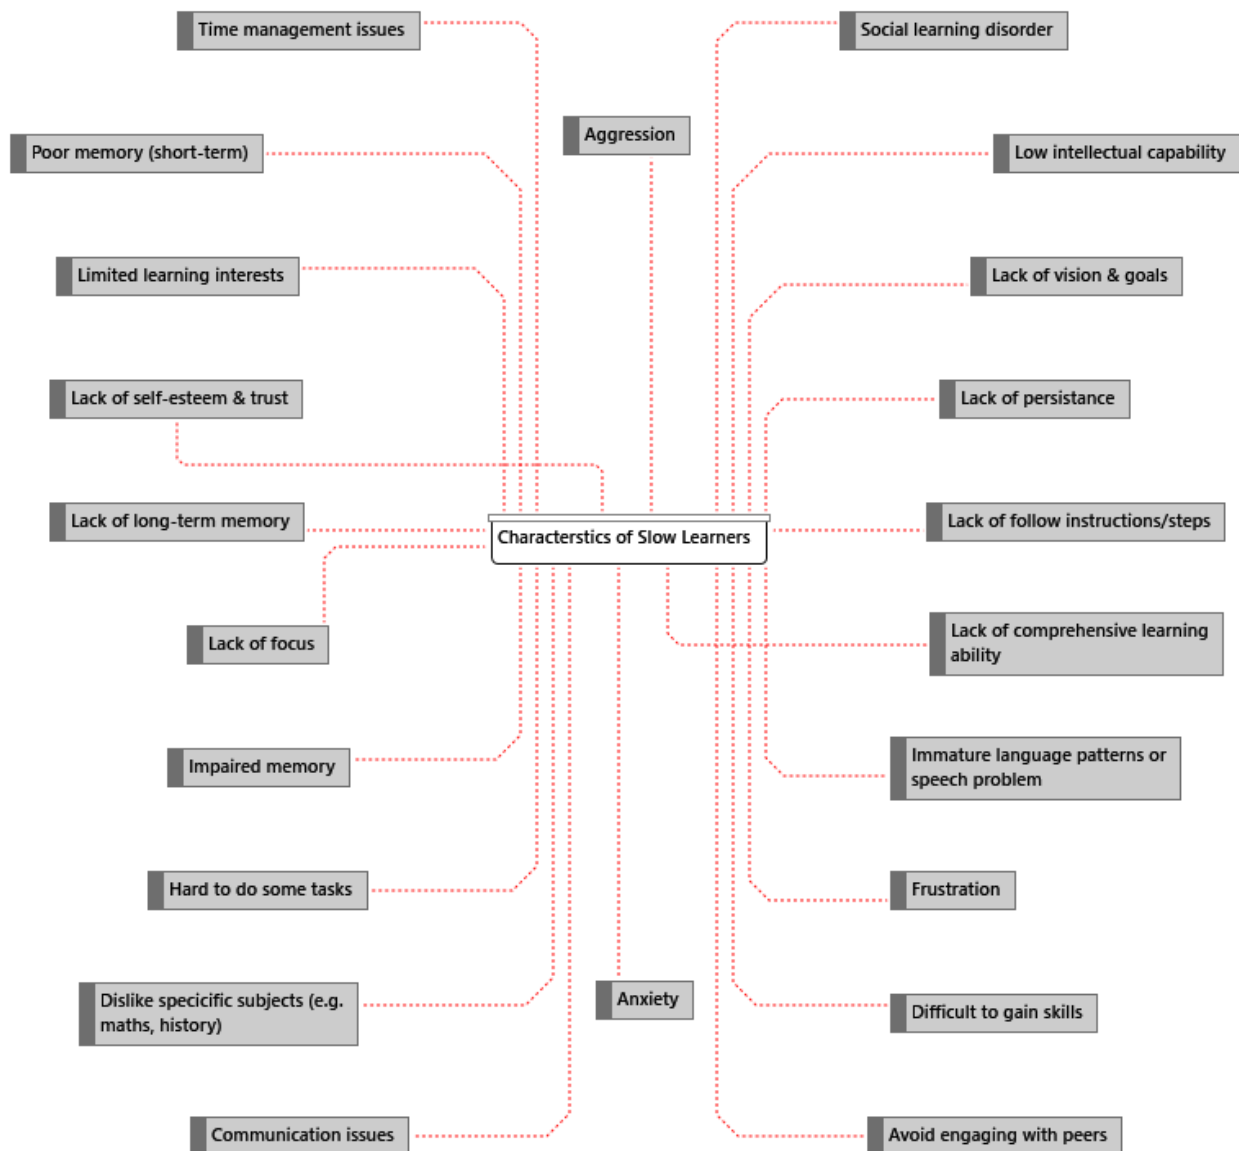 Time management issues
Social learning disorder
Aggression
Poor memory (short-term)
Low intellectual capability
Limited learning interests
Lack of vision & goals
Lack of self-esteem & trust
Lack of persistance
Lack of long-term memory
Characterstics of Slow Learners
Lack of follow instructions/steps
Lack of focus
Lack of comprehensive learning
ability
Impaired memory
Immature language patterns or
speech problem
Hard to do some tasks
Frustration
Dislike specicific subjects (e.g.
maths, history)
Anxiety
Difficult to gain skills
Communication issues
Avoid engaging with peers